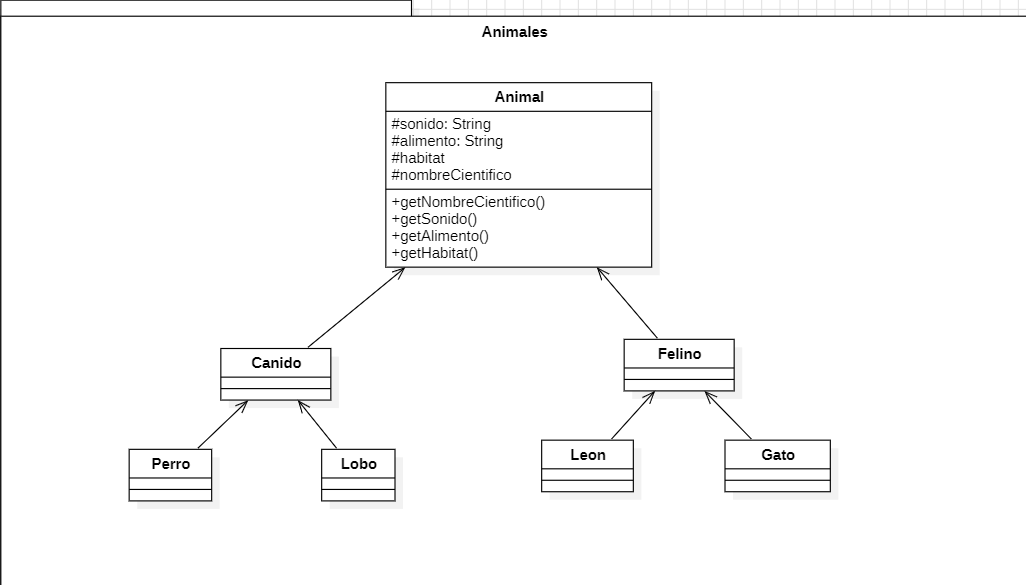 Animales
Animal
#sonido: String
#alimento: String
#habitat
#nombreCientifico
+getNombreCientifico()
+getSonido()
+getAlimento()
+getHabitat()
Canido
Felino
Perro
Lobo
Leon
Gato